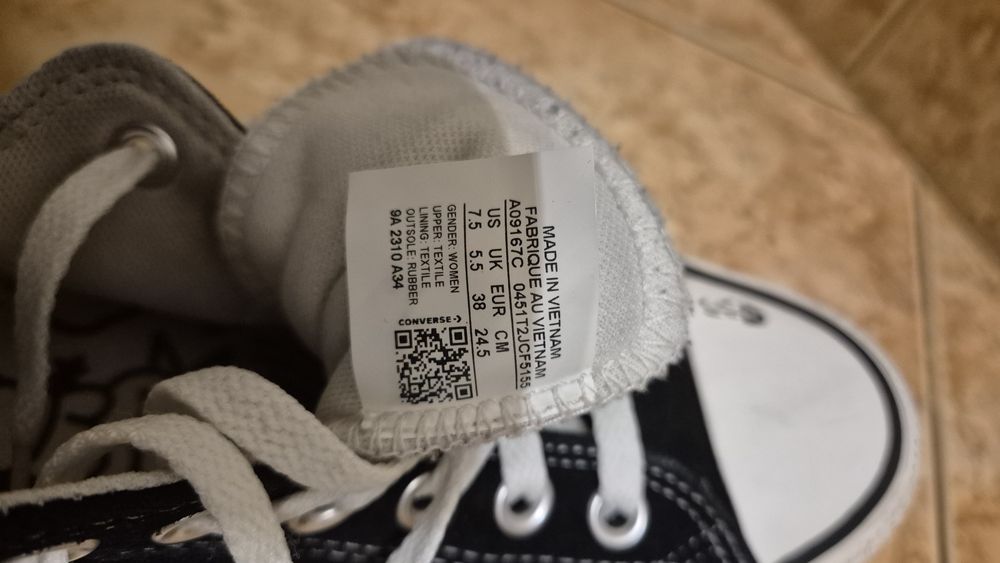 MADE IN VIETNAM
FABRIQUE AU VIETNAM
A09167C 0451T2JCF5155
US UK EUR CM
7.5 5.5 38 24.5
GENDER: WOMEN
UPPER: TEXTILE
LINING: TEXTILE
OUTSOLE: RUBBER
9A 2310 A34
CONVERSE